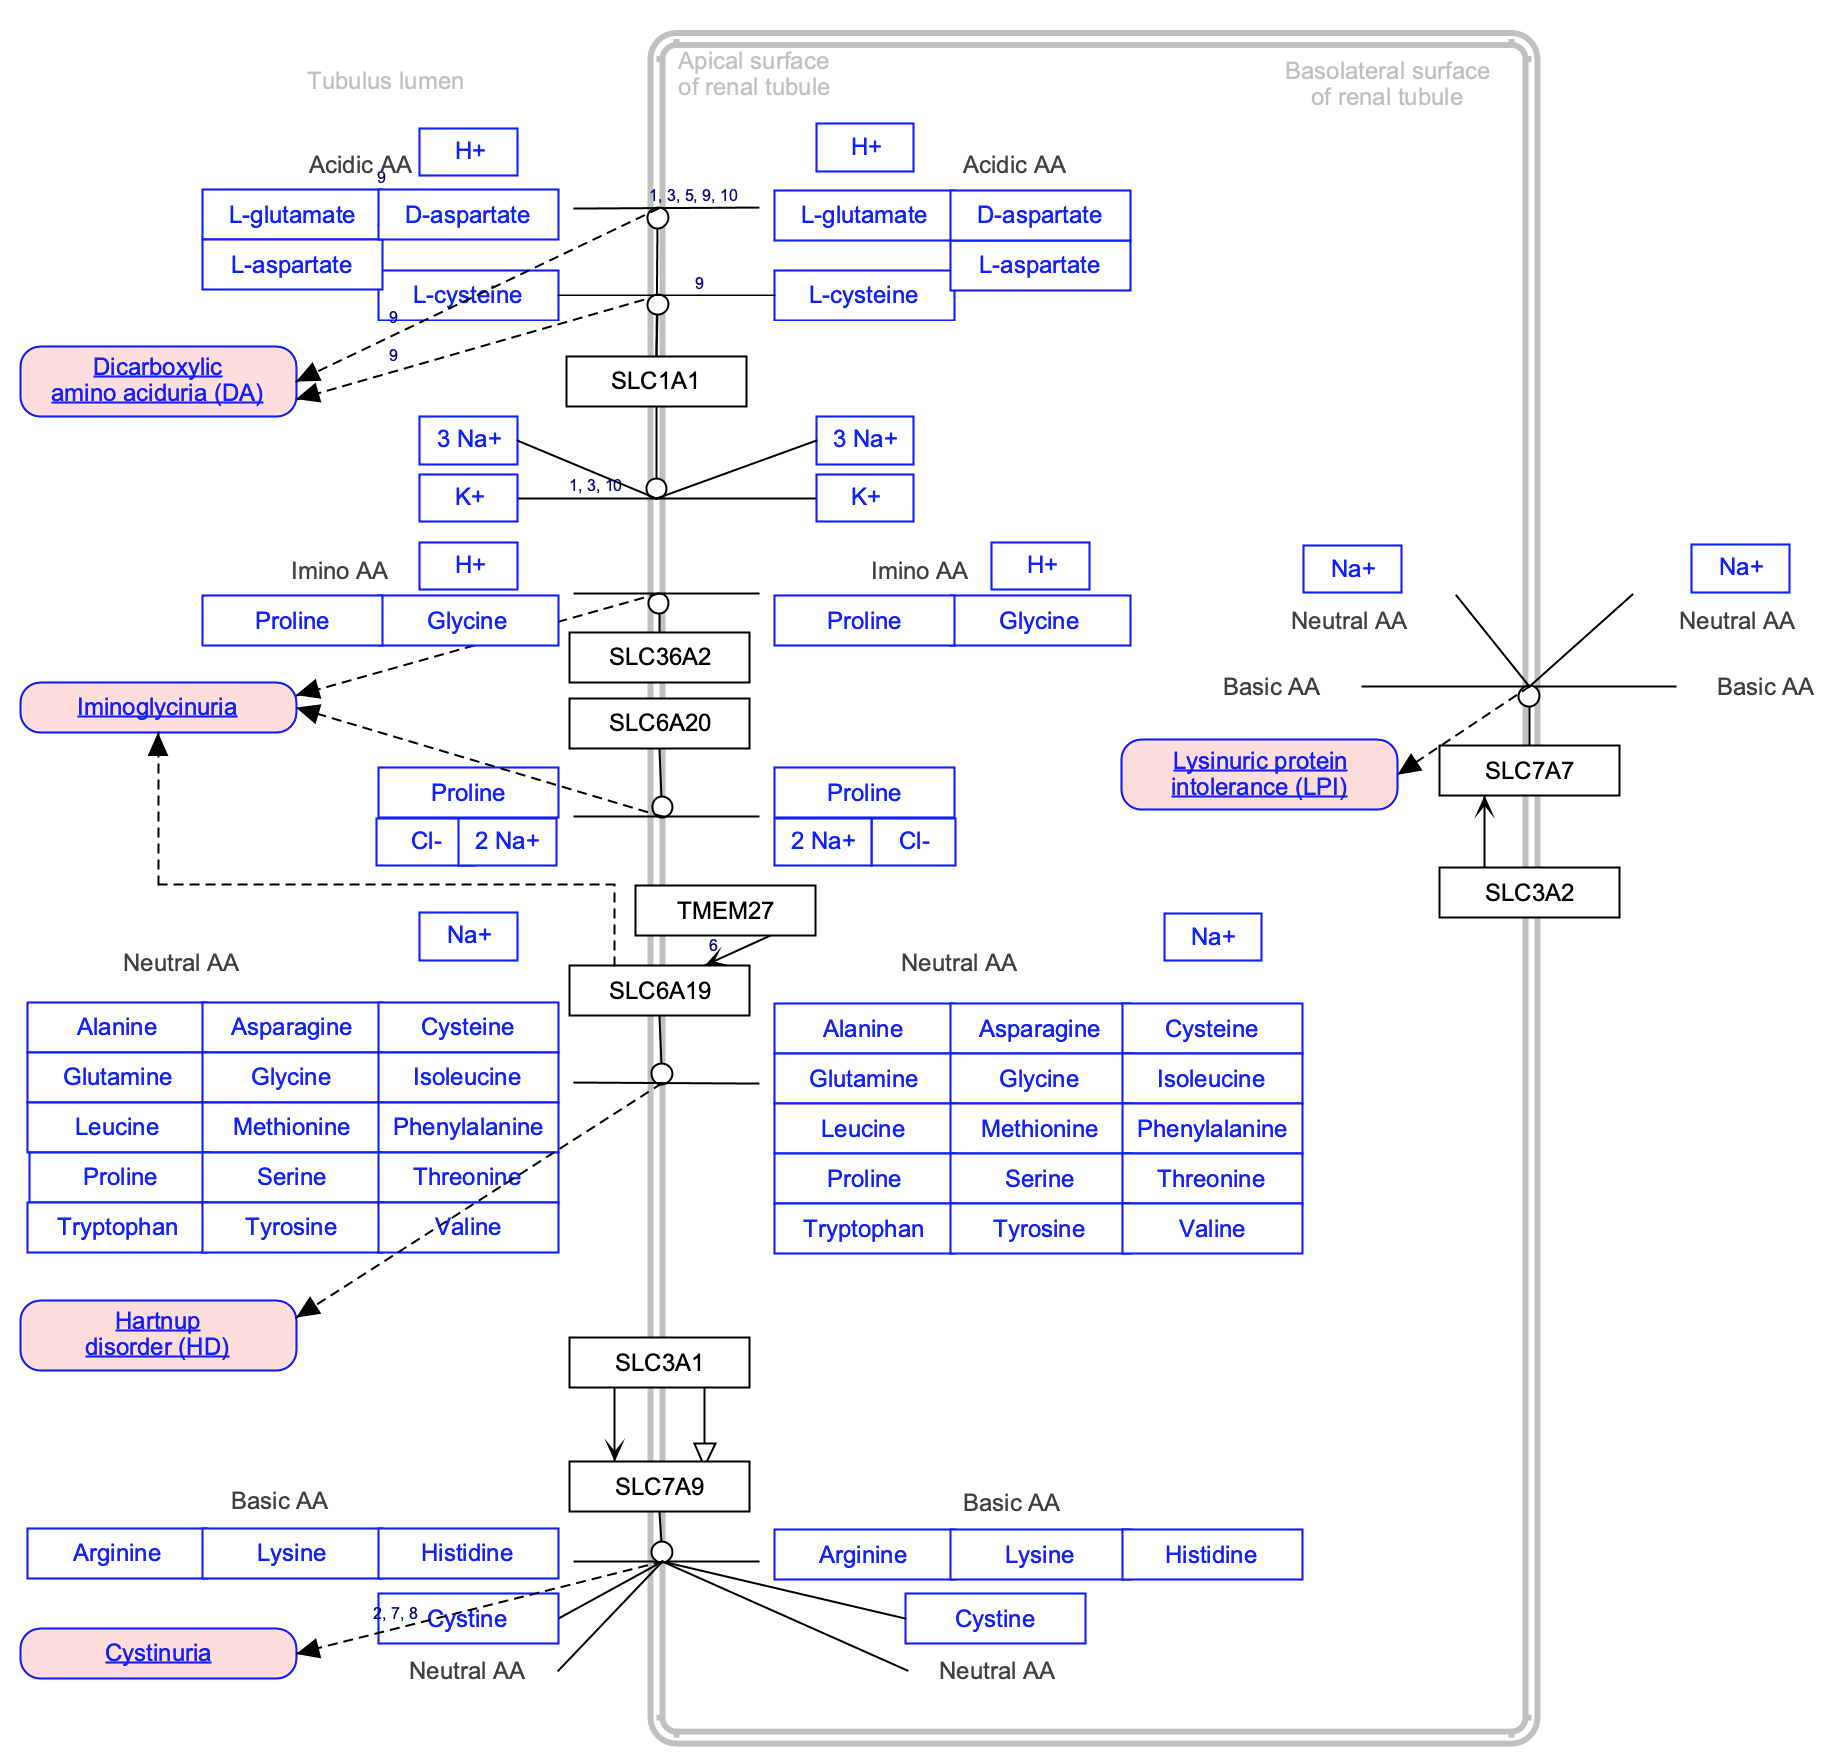 Tubulus lumen
Apical surface
of renal tubule
Basolateral surface
of renal tubule
H+
H+
Acidic AA
Acidic AA
9
1, 3, 5, 9, 10
L-glutamate
D-aspartate
L-glutamate
D-aspartate
L-aspartate
L-aspartate
L-cysteine
9
L-cysteine
9
9
Dicarboxylic
amino aciduria (DA)
SLC1A1
3 Na+
3 Na+
K+
1, 3, 10
K+
Imino AA
H+
Imino AA
H+
Na+
Na+
Proline
Glycine
Proline
Glycine
Neutral AA
Neutral AA
SLC36A2
Basic AA
Basic AA
Iminoglycinuria
SLC6A20
Lysinuric protein
intolerance (LPI)
SLC7A7
Proline
Proline
Cl-
2 Na+
2 Na+
Cl-
SLC3A2
TMEM27
Na+
6
Na+
Neutral AA
Neutral AA
SLC6A19
Alanine
Asparagine
Cysteine
Alanine
Asparagine
Cysteine
Glutamine
Glycine
Isoleucine
Glutamine
Glycine
Isoleucine
Leucine
Methionine
Phenylalanine
Leucine
Methionine
Phenylalanine
Proline
Serine
Threonine
Proline
Serine
Threonine
Tryptophan
Tyrosine
Valine
Tryptophan
Tyrosine
Valine
Hartnup
disorder (HD)
SLC3A1
SLC7A9
Basic AA
Basic AA
Arginine
Lysine
Histidine
Arginine
Lysine
Histidine
2, 7, 8
Cystine
Cystine
Cystinuria
Neutral AA
Neutral AA